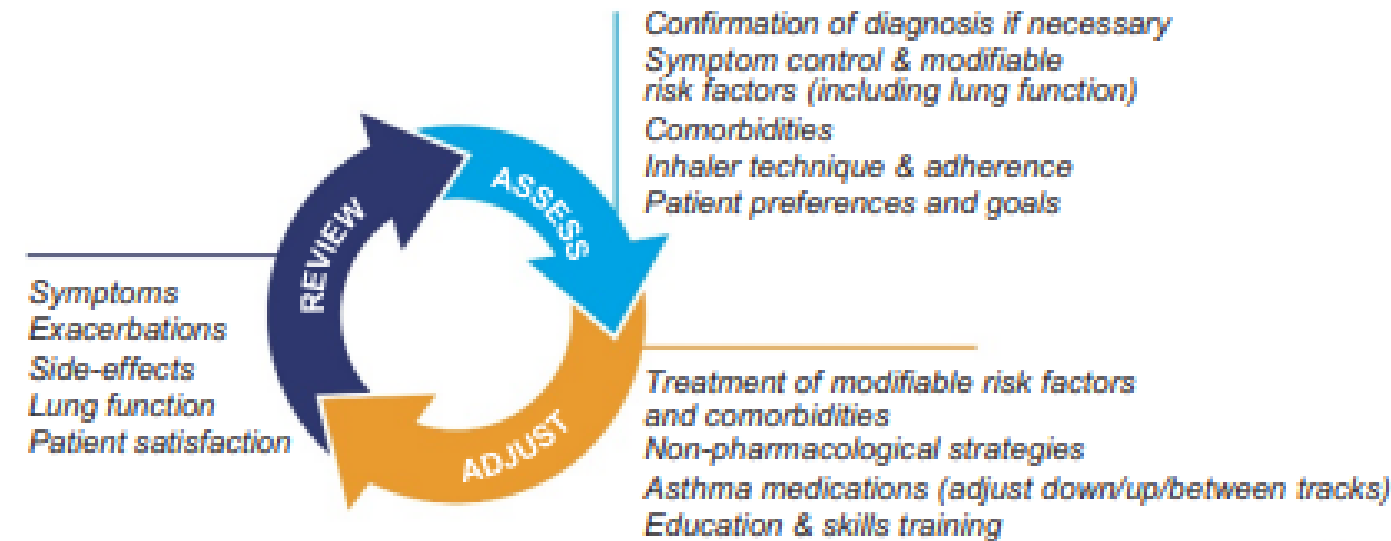 Confirmation of diagnosis if necessary
Symptom control & modifiable
risk factors (including lung function)
Comorbidities
Inhaler technique & adherence
Patient preferences and goals
ASSESS
REVIEW
Symptoms
Exacerbations
Side-effects
Lung function
Patient satisfaction
ADJUST
Treatment of modifiable risk factors
and comorbidities
Non-pharmacological strategies
Asthma medications (adjust down/up/between tracks)
Education & skills training